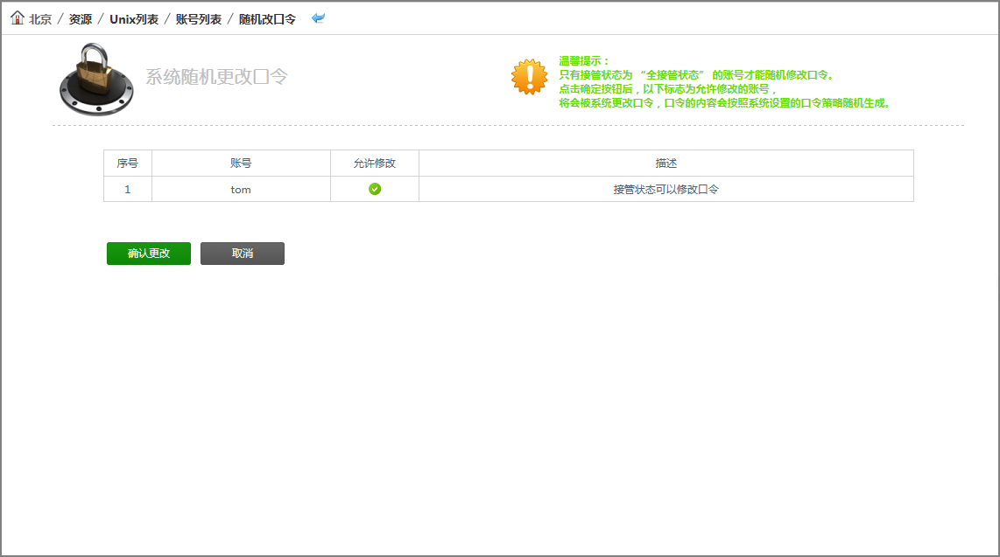 北京 / 资源 / Unix列表 / 账号列表 / 随机改口令
系统随机更改口令
温馨提示：
只有接管状态为 “全接管状态” 的账号才能随机修改口令。
点击确定按钮后，以下标志为允许修改的账号，
将会被系统更改口令，口令的内容会按照系统设置的口令策略随机生成。
序号 账号 允许修改 描述
1 tom 接管状态可以修改口令
确认更改 取消